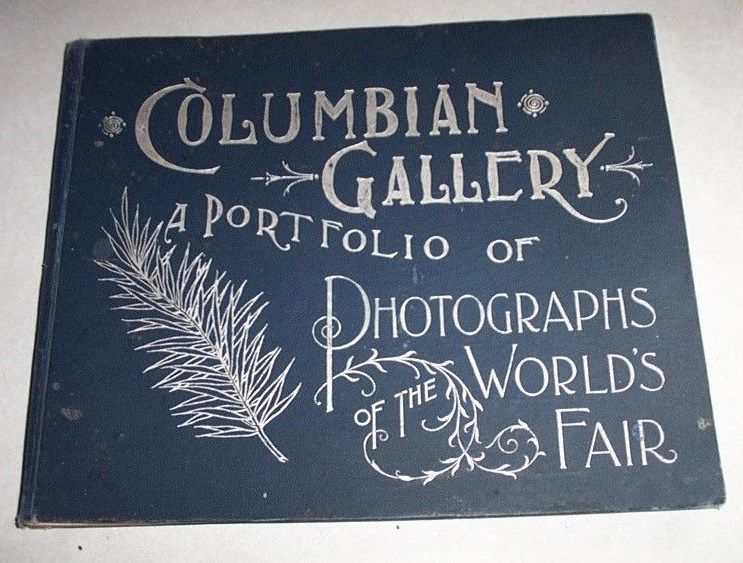 COLUMBIAN
GALLERY
A PORTFOLIO OF
PHOTOGRAPHS
OF THE WORLD'S
FAIR